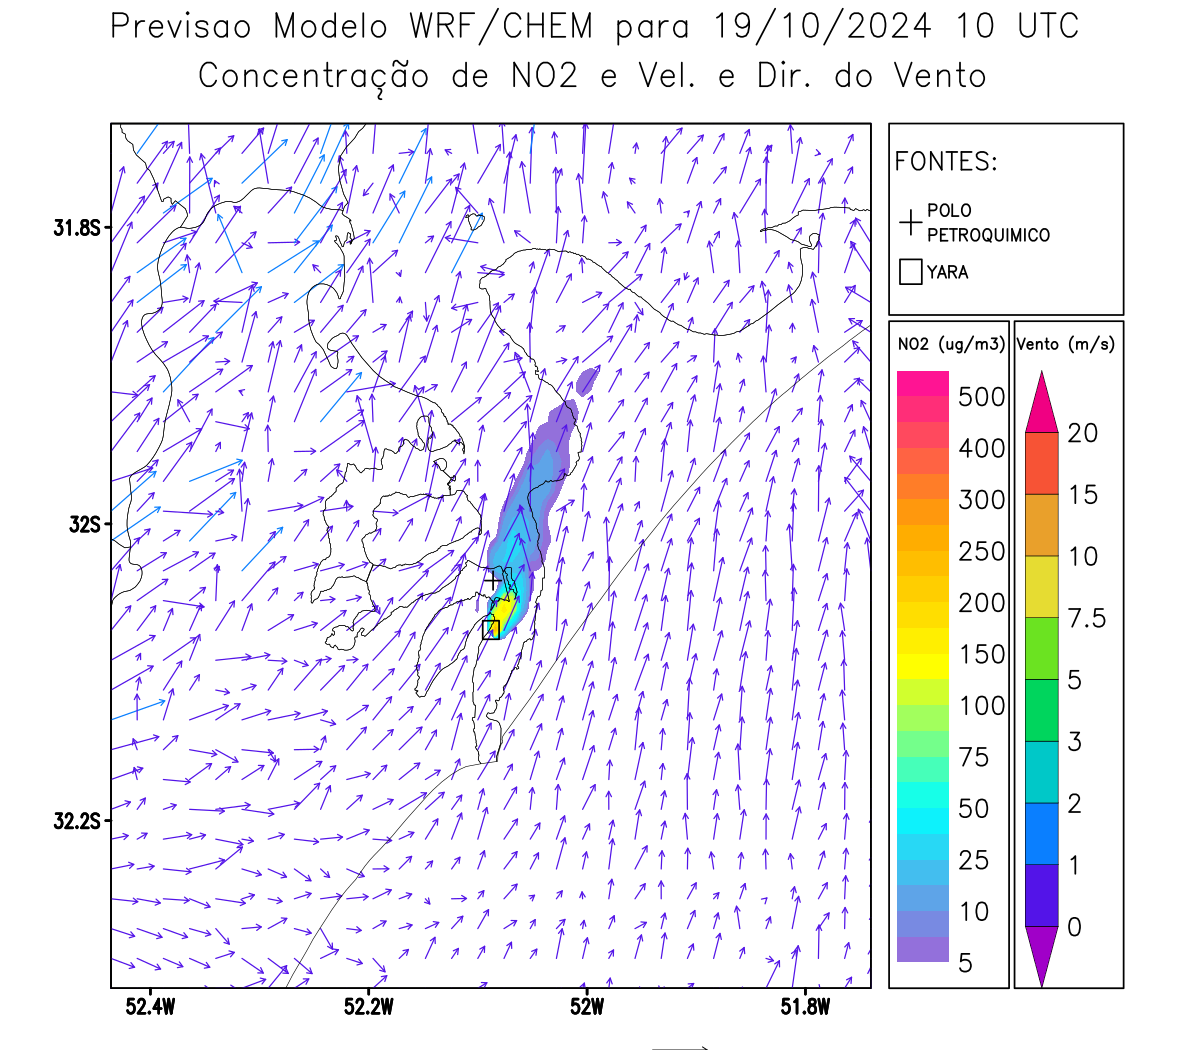 Previsao Modelo WRF/CHEM para 19/10/2024 10 UTC
Concentração de NO2 e Vel. e Dir. do Vento
FONTES:
POLO
PETROQUIMICO
YARA
NO2 (ug/m3)
500
400
300
250
200
150
100
75
50
25
10
5
Vento (m/s)
20
15
10
7.5
5
3
2
1
0
31.8S
32S
32.2S
52.4W
52.2W
52W
51.8W